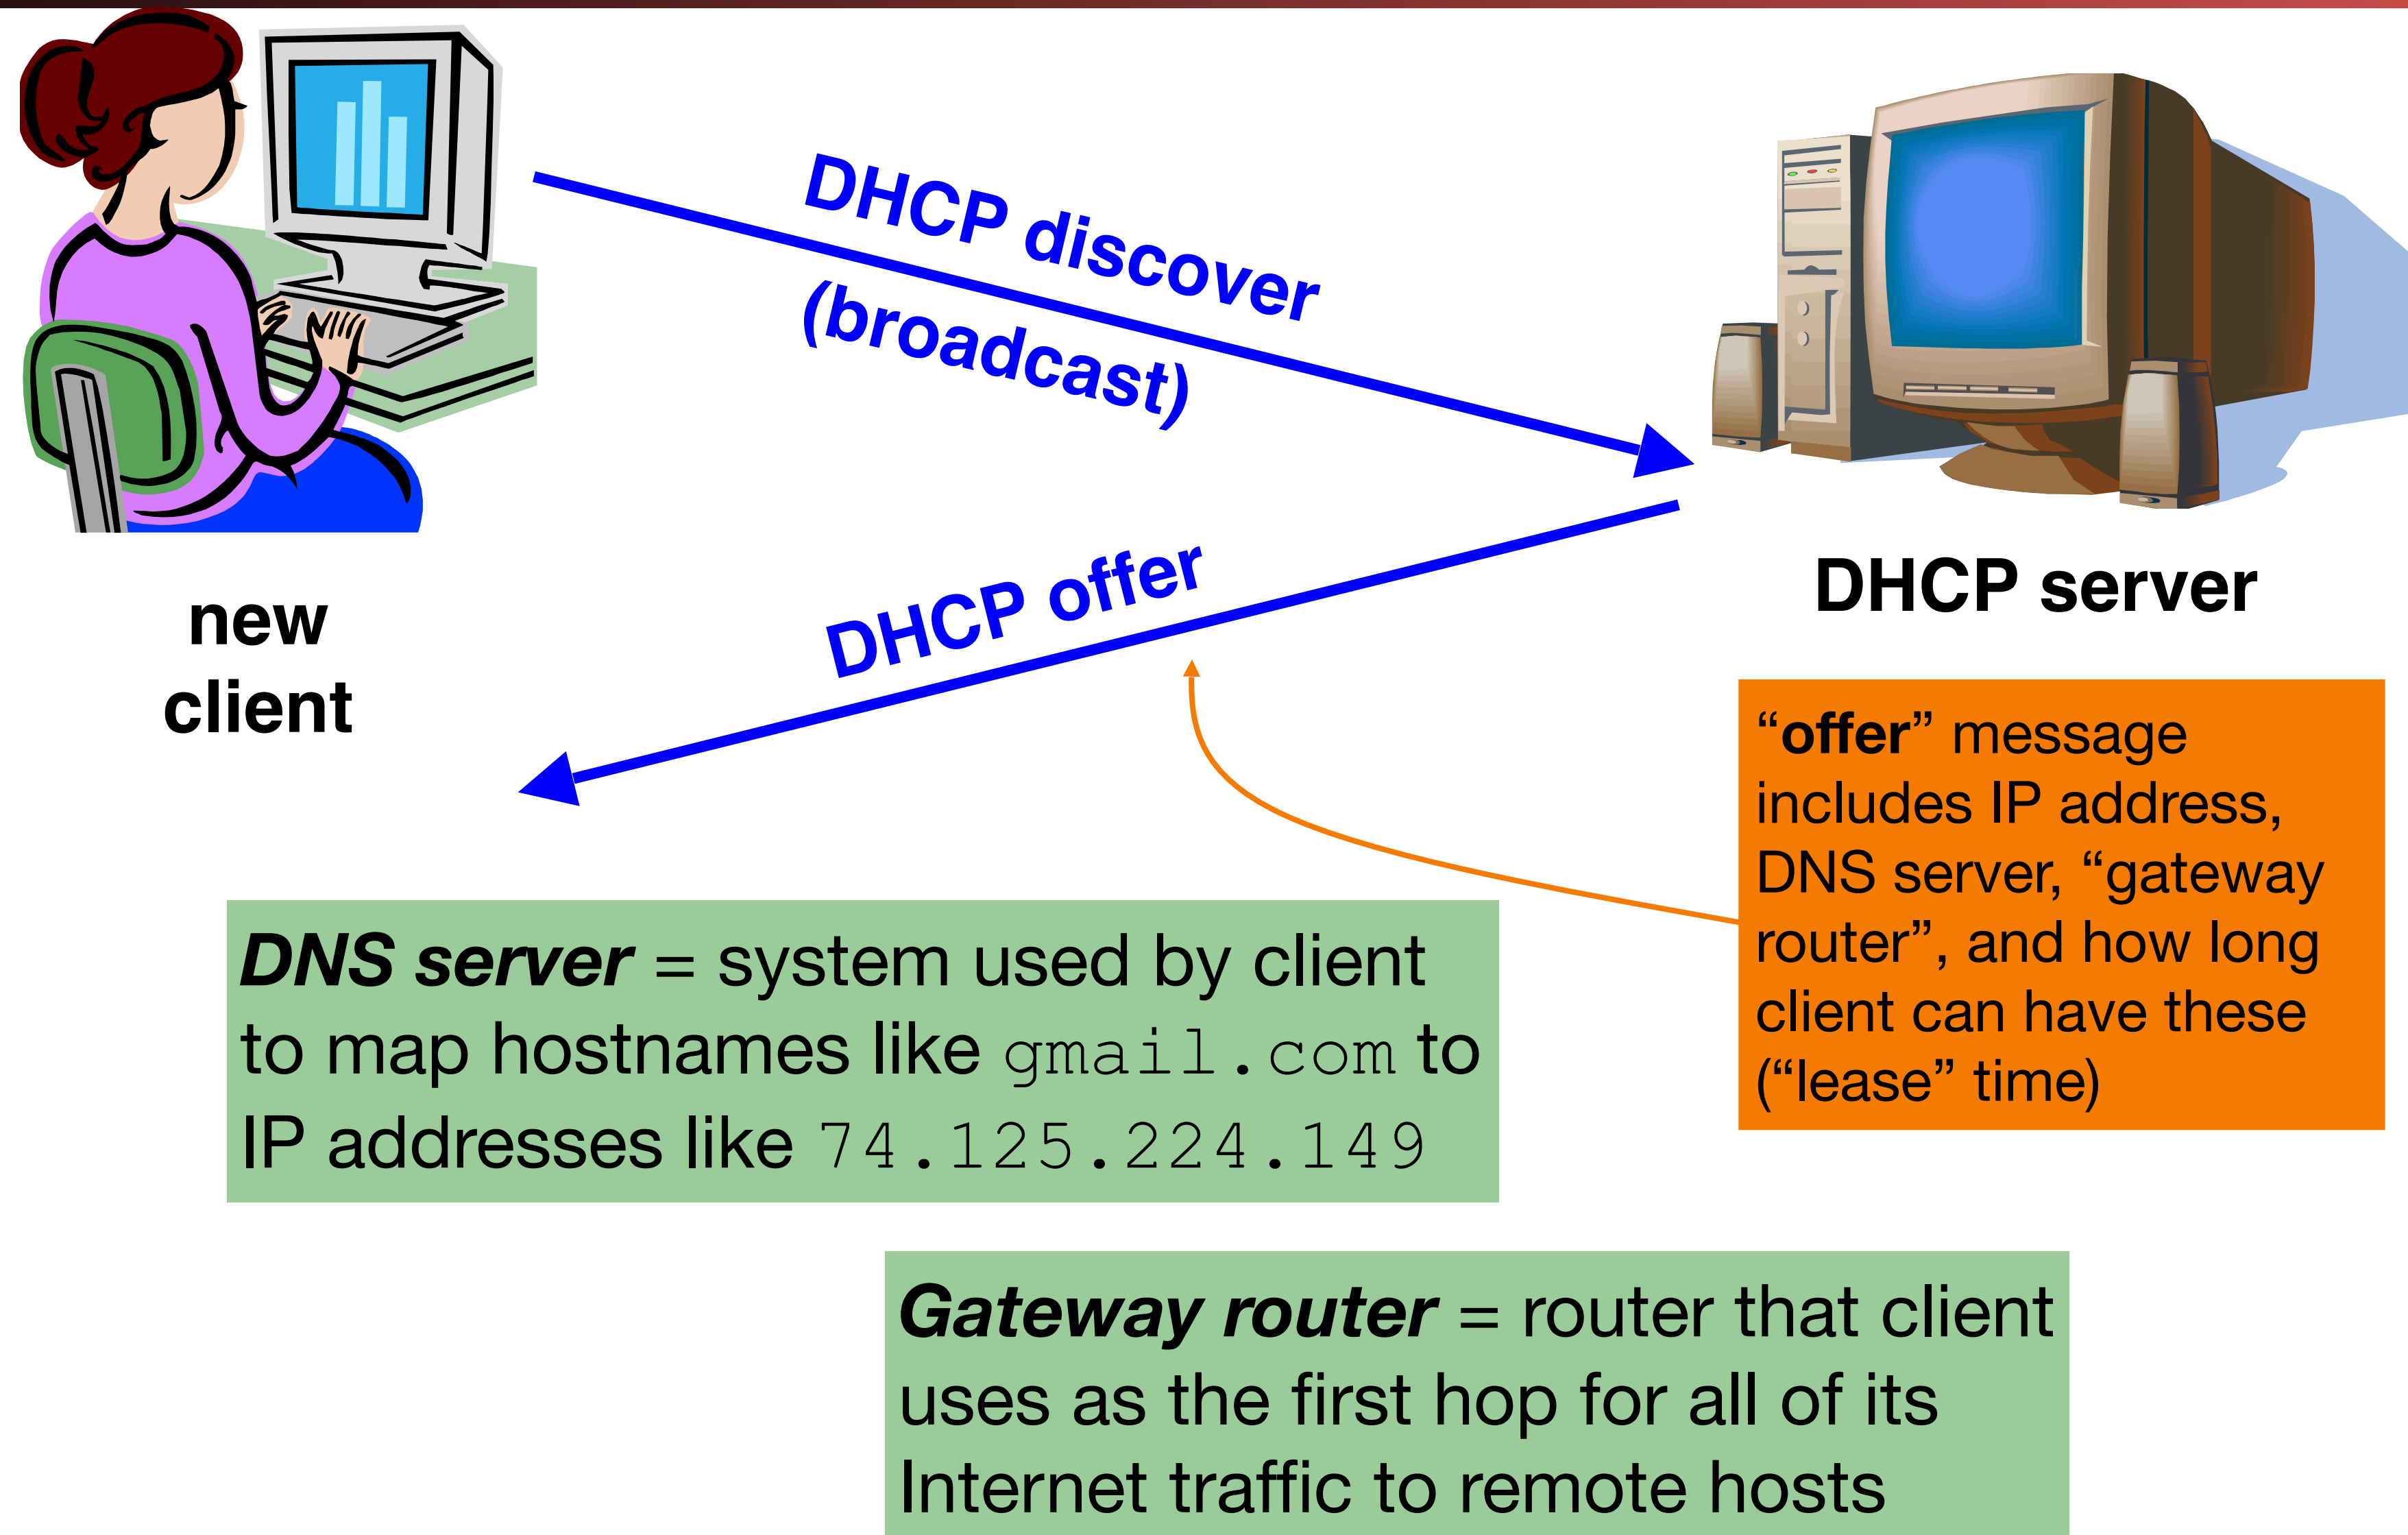 DHCP discover
(broadcast)
DHCP offer
new
client
DHCP server
“offer” message
includes IP address,
DNS server, “gateway
router”, and how long
client can have these
(“lease” time)
DNS server = system used by client
to map hostnames like gmail.com to
IP addresses like 74.125.224.149
Gateway router = router that client
uses as the first hop for all of its
Internet traffic to remote hosts